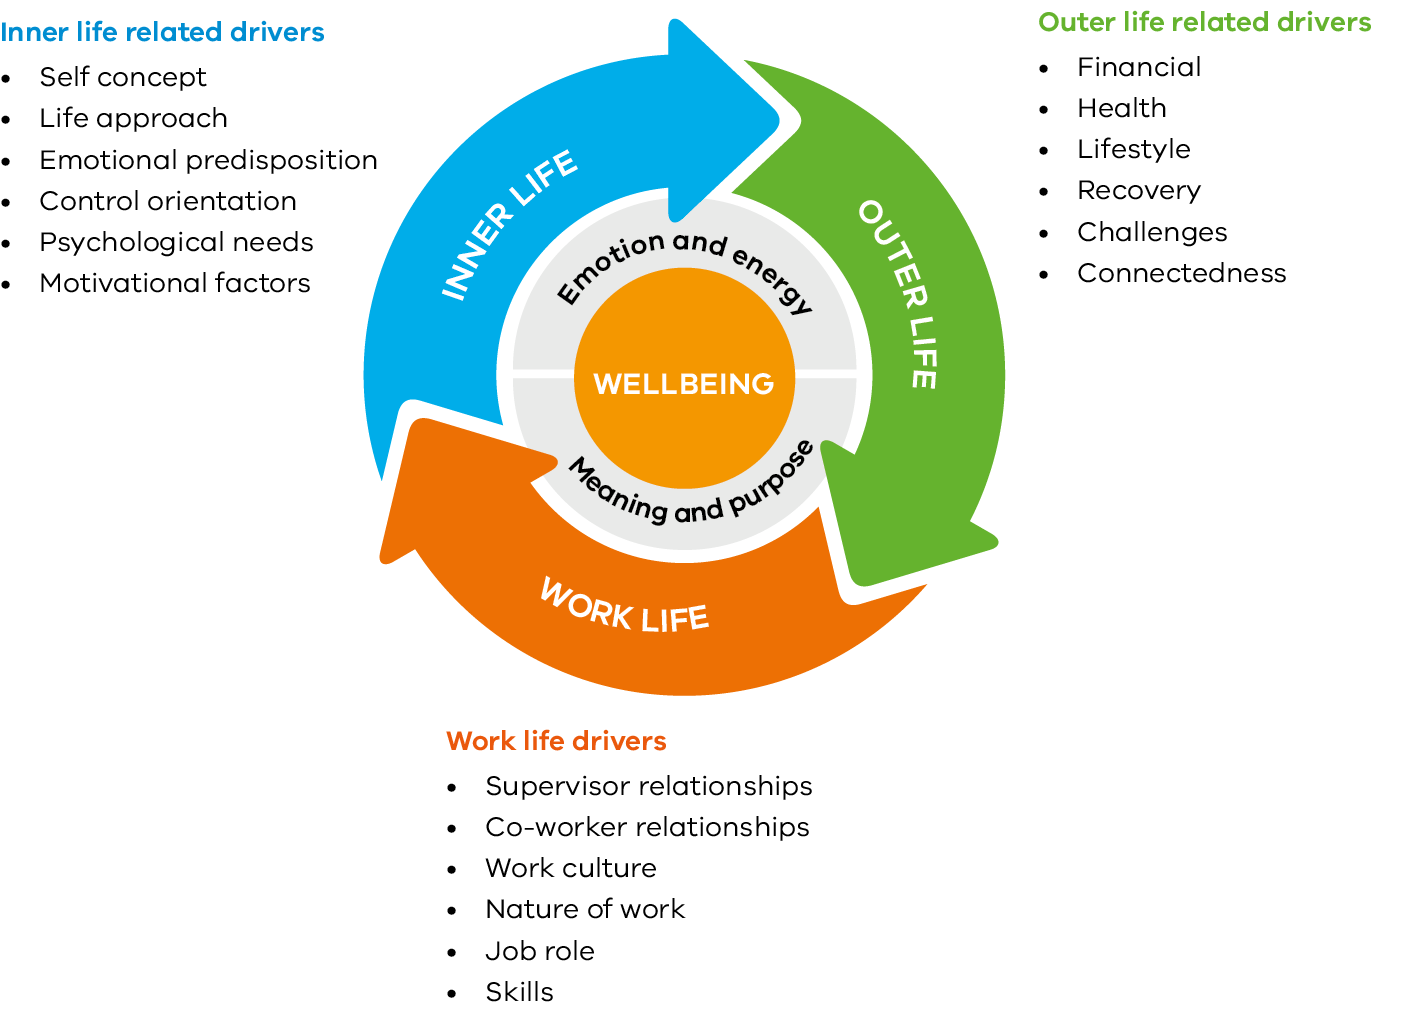 Inner life related drivers
• Self concept
• Life approach
• Emotional predisposition
• Control orientation
• Psychological needs
• Motivational factors
Outer life related drivers
• Financial
• Health
• Lifestyle
• Recovery
• Challenges
• Connectedness
INNER LIFE
OUTER LIFE
Emotion and energy
WELLBEING
Meaning and purpose
WORK LIFE
Work life drivers
• Supervisor relationships
• Co-worker relationships
• Work culture
• Nature of work
• Job role
• Skills